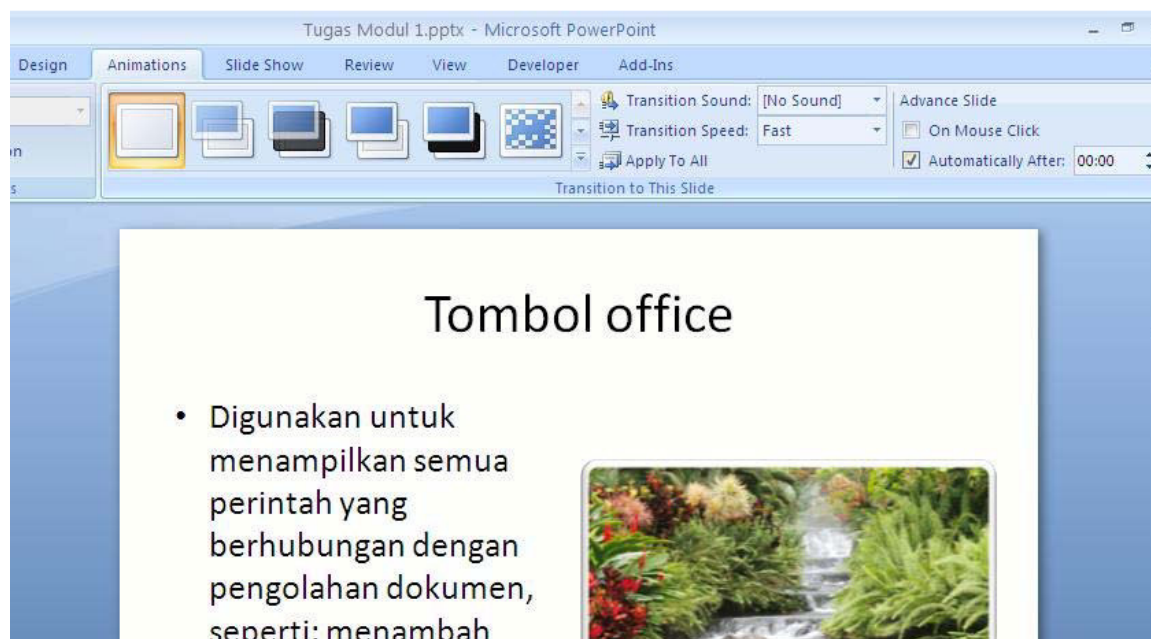 Tugas Modul 1.pptx - Microsoft PowerPoint
Design Animations Slide Show Review View Developer Add-Ins
Transition Sound: [No Sound] Advance Slide
Transition Speed: Fast On Mouse Click
Apply To All Automatically After: 00:00
Transition to This Slide
Tombol office
• Digunakan untuk
menampilkan semua
perintah yang
berhubungan dengan
pengolahan dokumen,
seperti: menambah